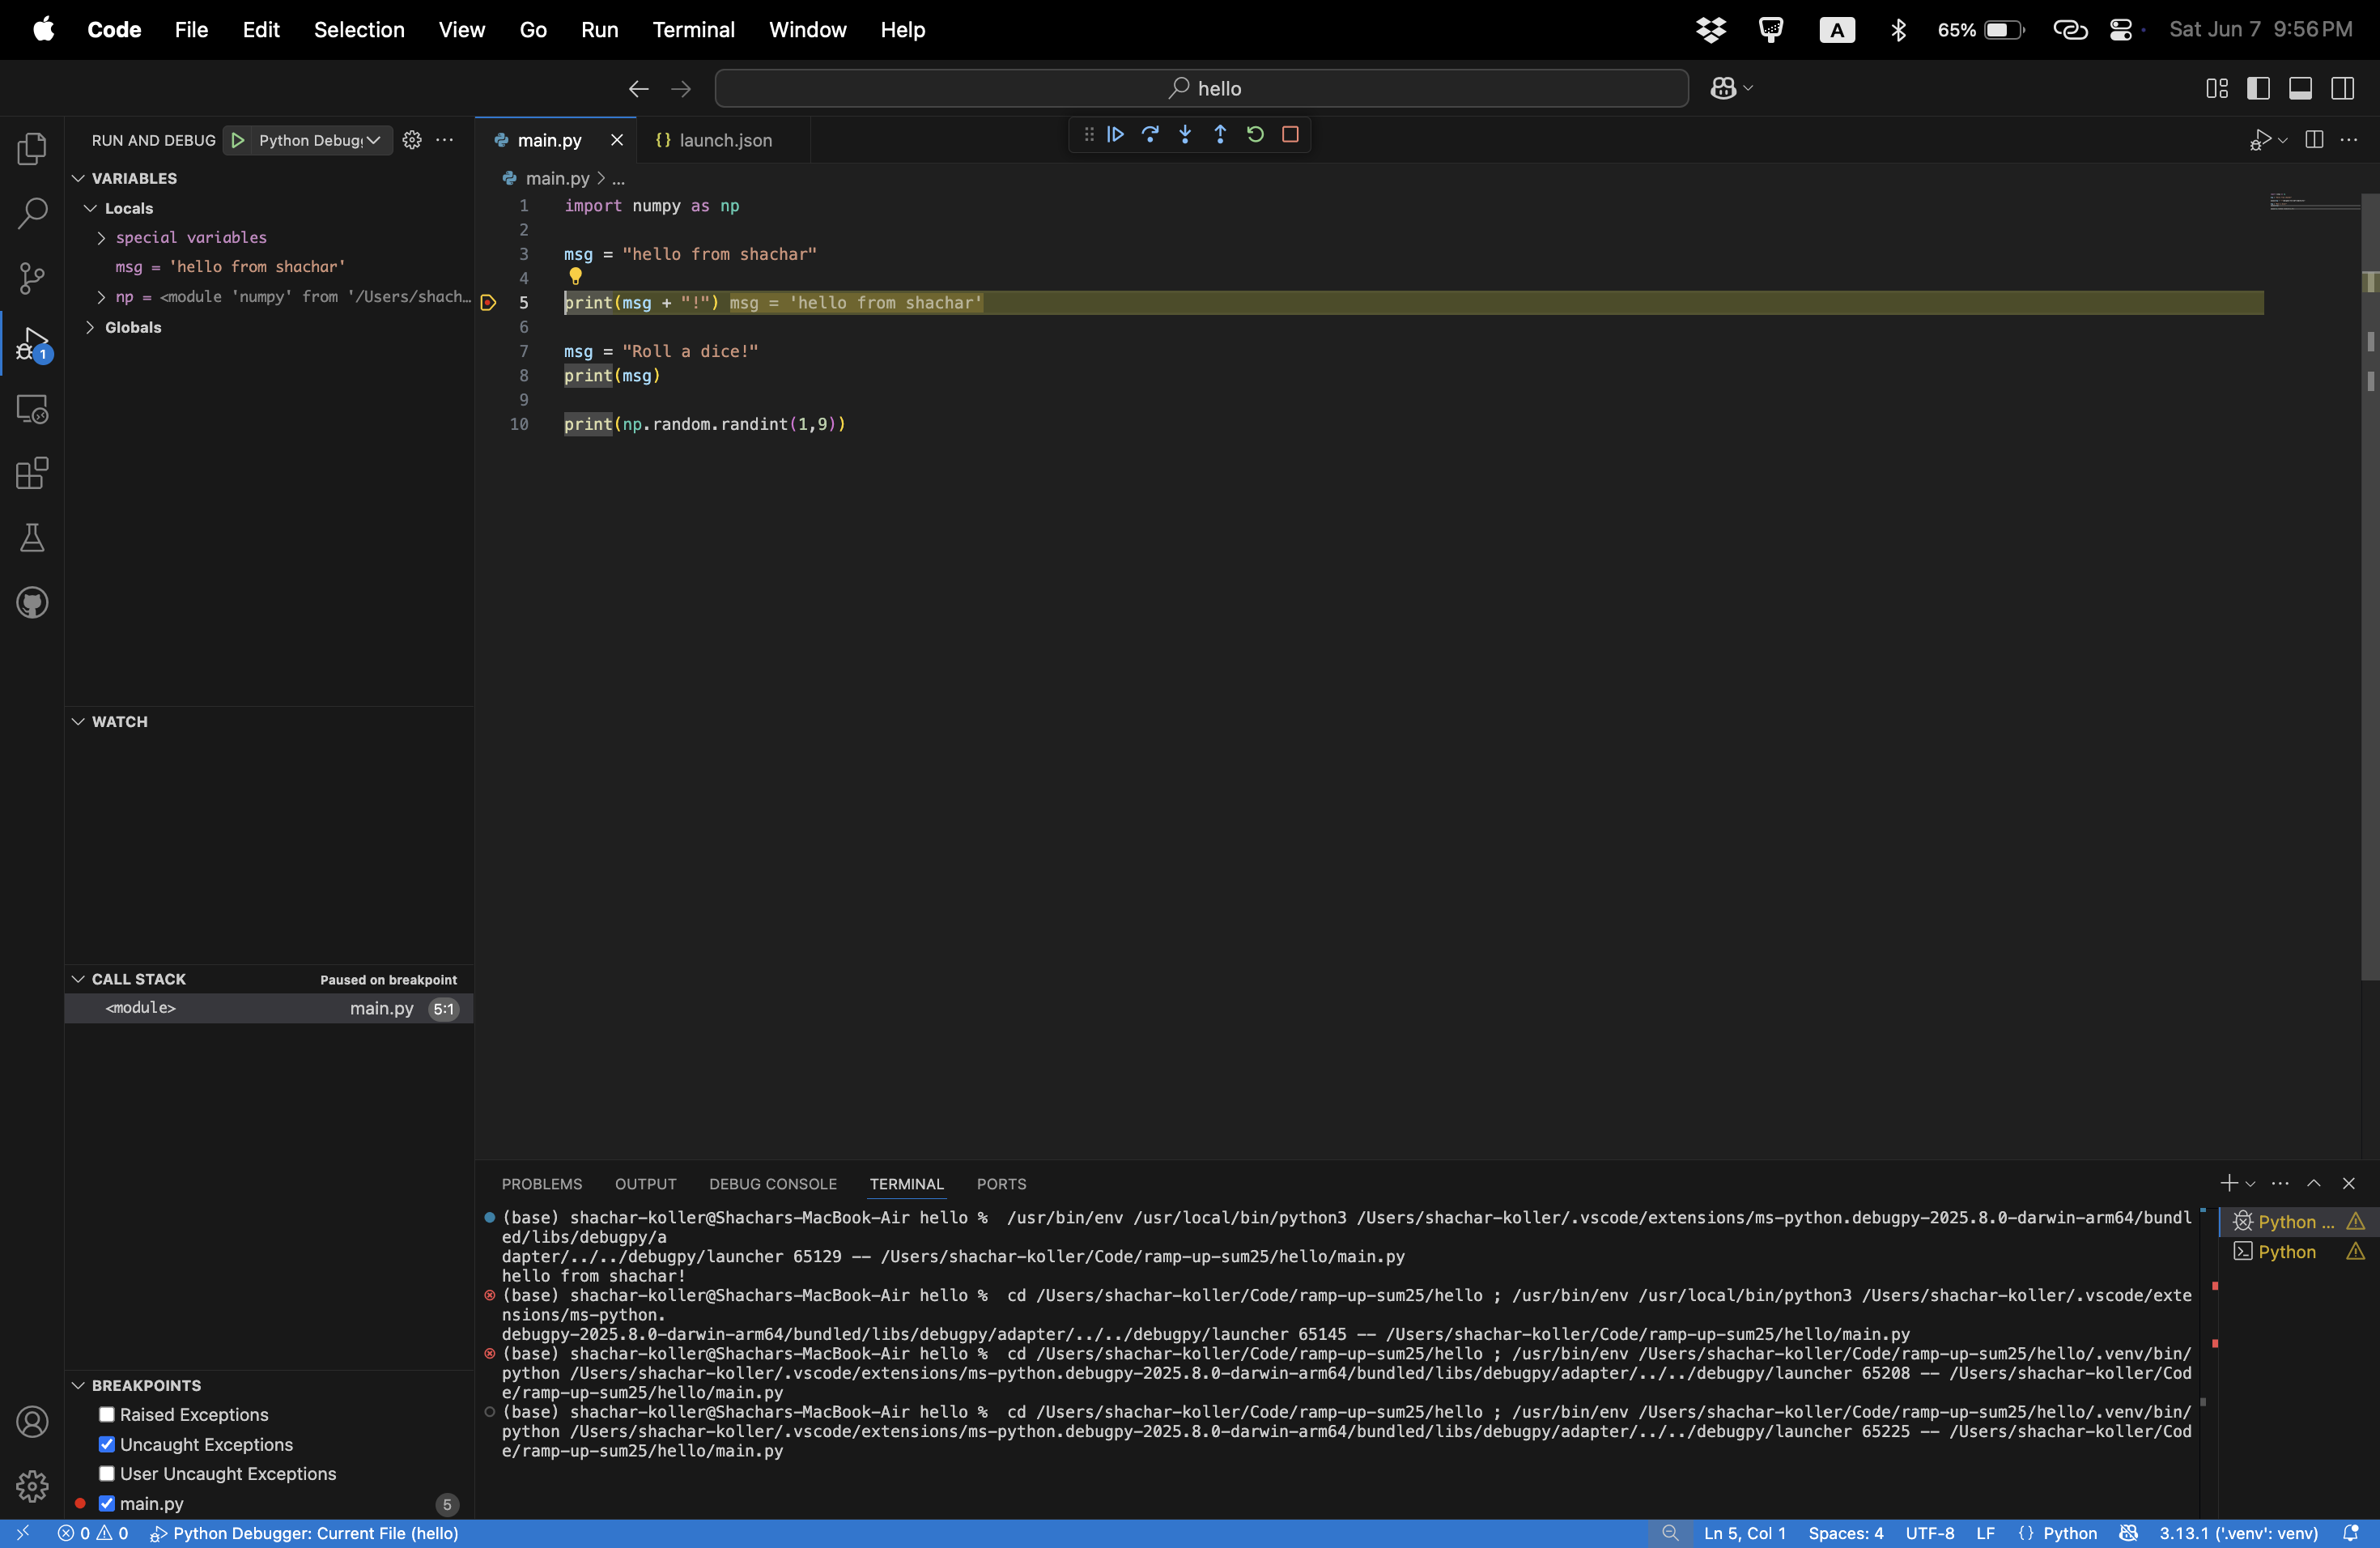 Code File Edit Selection View Go Run Terminal Window Help A 65% Sat Jun 7 9:56 PM
hello
RUN AND DEBUG Python Debug
VARIABLES
Locals
special variables
msg = 'hello from shachar'
np = <module 'numpy' from '/Users/shach...
Globals
WATCH
CALL STACK Paused on breakpoint
<module> main.py 5:1
BREAKPOINTS
Raised Exceptions
Uncaught Exceptions
User Uncaught Exceptions
main.py 5
1
main.py launch.json
main.py > ...
1 import numpy as np
2
3 msg = "hello from shachar"
4
5 print(msg + "!") msg = 'hello from shachar'
6
7 msg = "Roll a dice!"
8 print(msg)
9
10 print(np.random.randint(1,9))
PROBLEMS OUTPUT DEBUG CONSOLE TERMINAL PORTS
(base) shachar-koller@Shachars-MacBook-Air hello % /usr/bin/env /usr/local/bin/python3 /Users/shachar-koller/.vscode/extensions/ms-python.debugpy-2025.8.0-darwin-arm64/bundl
ed/libs/debugpy/a
dapter/../../debugpy/launcher 65129 -- /Users/shachar-koller/Code/ramp-up-sum25/hello/main.py
hello from shachar!
(base) shachar-koller@Shachars-MacBook-Air hello % cd /Users/shachar-koller/Code/ramp-up-sum25/hello ; /usr/bin/env /usr/local/bin/python3 /Users/shachar-koller/.vscode/exte
nsions/ms-python.
debugpy-2025.8.0-darwin-arm64/bundled/libs/debugpy/adapter/../../debugpy/launcher 65145 -- /Users/shachar-koller/Code/ramp-up-sum25/hello/main.py
(base) shachar-koller@Shachars-MacBook-Air hello % cd /Users/shachar-koller/Code/ramp-up-sum25/hello ; /usr/bin/env /Users/shachar-koller/Code/ramp-up-sum25/hello/.venv/bin/
python /Users/shachar-koller/.vscode/extensions/ms-python.debugpy-2025.8.0-darwin-arm64/bundled/libs/debugpy/adapter/../../debugpy/launcher 65208 -- /Users/shachar-koller/Cod
e/ramp-up-sum25/hello/main.py
(base) shachar-koller@Shachars-MacBook-Air hello % cd /Users/shachar-koller/Code/ramp-up-sum25/hello ; /usr/bin/env /Users/shachar-koller/Code/ramp-up-sum25/hello/.venv/bin/
python /Users/shachar-koller/.vscode/extensions/ms-python.debugpy-2025.8.0-darwin-arm64/bundled/libs/debugpy/adapter/../../debugpy/launcher 65225 -- /Users/shachar-koller/Cod
e/ramp-up-sum25/hello/main.py
Python ...
Python
0 0 Python Debugger: Current File (hello) Ln 5, Col 1 Spaces: 4 UTF-8 LF {} Python 3.13.1 ('.venv': venv)